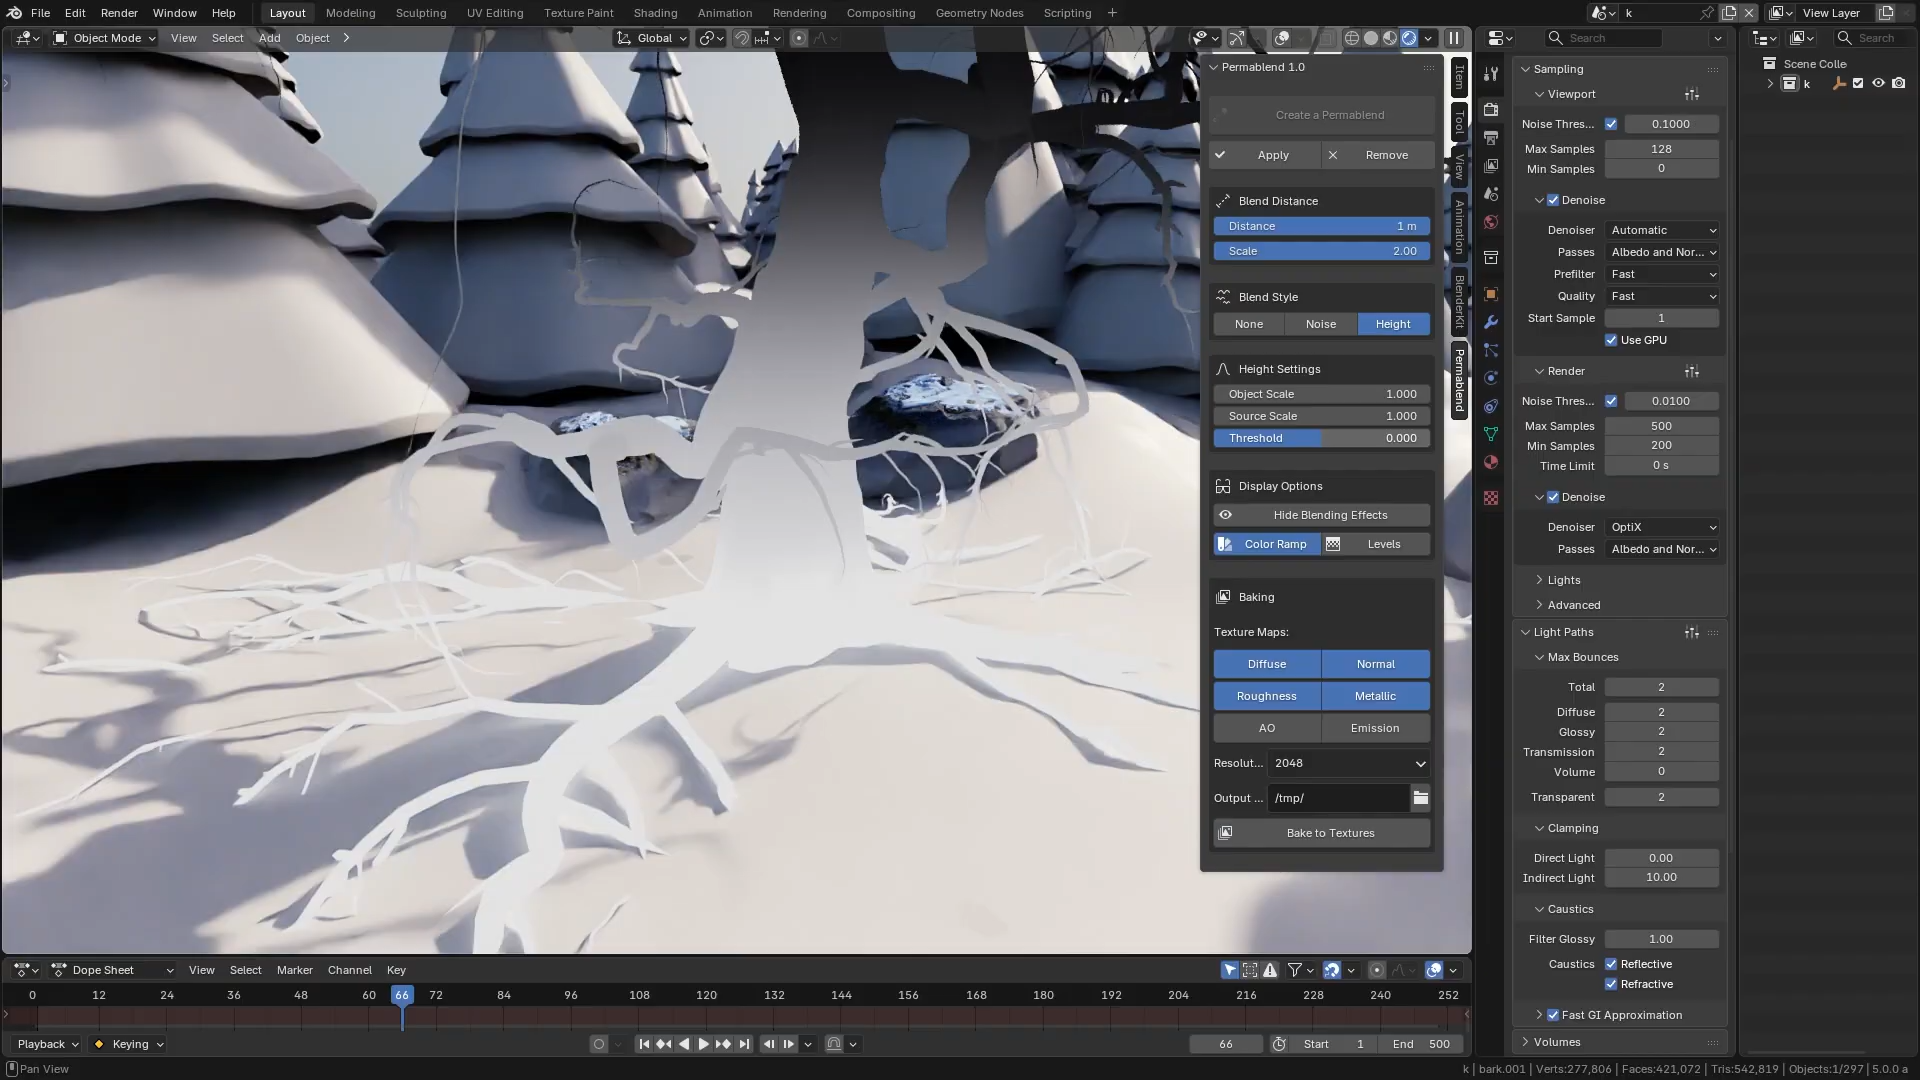 File Edit Render Window Help Layout Modeling Sculpting UV Editing Texture Paint Shading Animation Rendering Compositing Geometry Nodes Scripting + k View Layer
Object Mode View Select Add Object Global Search Search
Permablend 1.0
Create a Permablend
Apply Remove
Blend Distance
Distance 1 m
Scale 2.00
Blend Style
None Noise Height
Height Settings
Object Scale 1.000
Source Scale 1.000
Threshold 0.000
Display Options
Hide Blending Effects
Color Ramp Levels
Baking
Texture Maps:
Diffuse Normal
Roughness Metallic
AO Emission
Resolut... 2048
Output ... /tmp/
Bake to Textures
Item
Tool
View
Animation
BlenderKit
Permablend
Sampling
Viewport
Noise Thres... 0.1000
Max Samples 128
Min Samples 0
Denoise
Denoiser Automatic
Passes Albedo and Nor...
Prefilter Fast
Quality Fast
Start Sample 1
Use GPU
Render
Noise Thres... 0.0100
Max Samples 500
Min Samples 200
Time Limit 0 s
Denoise
Denoiser OptiX
Passes Albedo and Nor...
Lights
Advanced
Light Paths
Max Bounces
Total 2
Diffuse 2
Glossy 2
Transmission 2
Volume 0
Transparent 2
Clamping
Direct Light 0.00
Indirect Light 10.00
Caustics
Filter Glossy 1.00
Caustics Reflective
Refractive
Fast GI Approximation
Volumes
Scene Colle
k
Dope Sheet View Select Marker Channel Key
0 12 24 36 48 60 66 72 84 96 108 120 132 144 156 168 180 192 204 216 228 240 252
Playback Keying 66 Start 1 End 500
Pan View k | bark.001 | Verts:277,806 | Faces:421,072 | Tris:542,819 | Objects:1/297 | 5.0.0 a